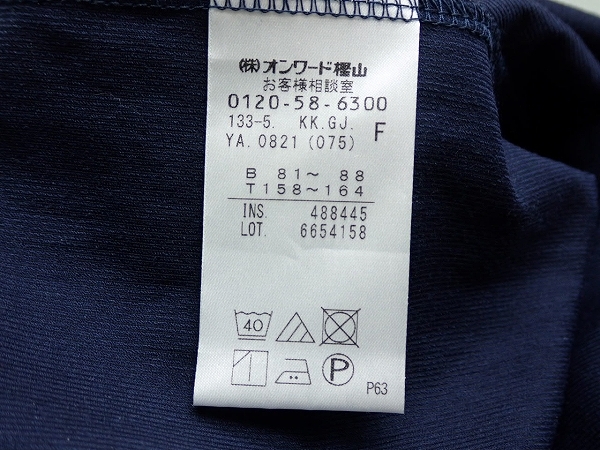 (株)オンワード樫山
お客様相談室
0120-58-6300
133-5. KK.GJ. F
YA.0821 (075)
B 81～ 88
T 158～164
INS. 488445
LOT. 6654158
40
P
P63